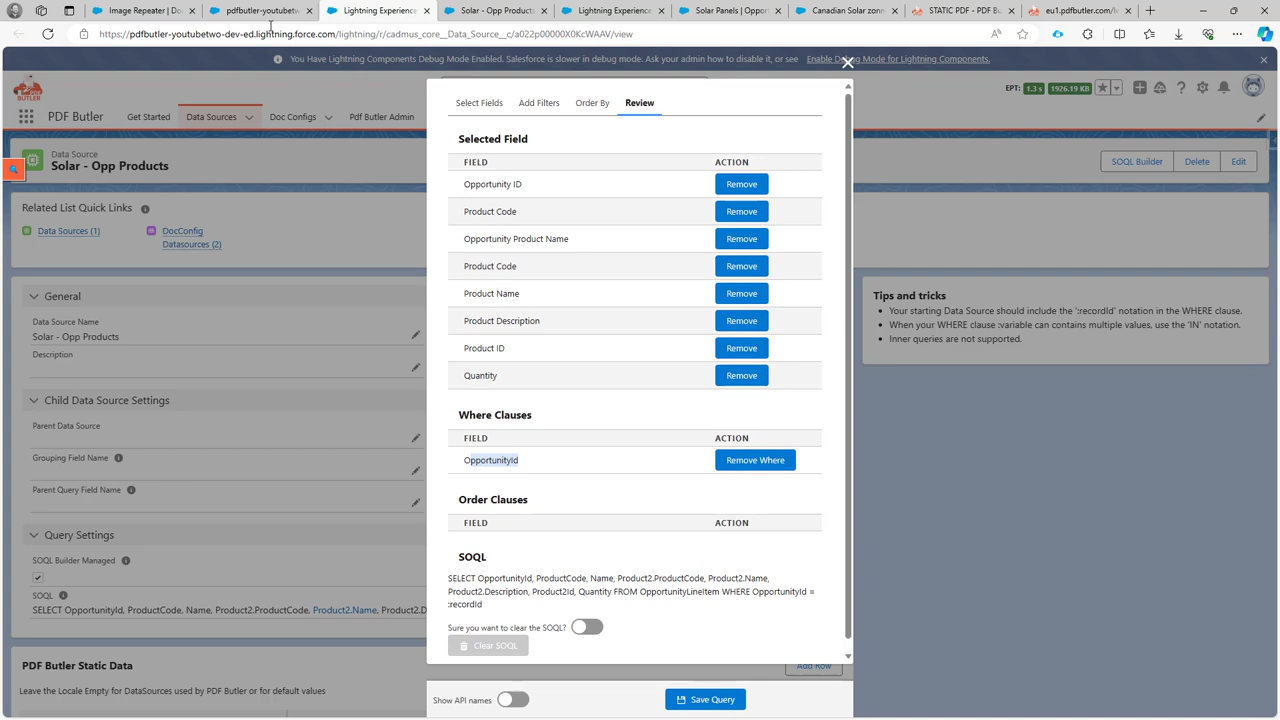 Image Repeater | Do
pdfbutler-youtubetw
Lightning Experience
Solar - Opp Products
Lightning Experience
Solar Panels | Oppor
Canadian Solar zonn
STATIC PDF - PDF B
eu1.pdfbutler.com/
https://pdfbutler-youtubetwo-dev-ed.lightning.force.com/lightning/r/cadmus_core__Data_Source__c/a022p00000X0KcWAAV/view
You Have Lightning Components Debug Mode Enabled. Salesforce is slower in debug mode. Ask your admin how to disable it, or see Enable Debug Mode for Lightning Components.
BUTLER
EPT: 1.3 s 1926.19 KB
PDF Butler Get Started Data Sources Doc Configs PDF Butler Admin
Data Source
Solar - Opp Products
SOQL Builder Delete Edit
Related List Quick Links
Data Sources (1)
DocConfig
Datasources (2)
General
Data Source Name
Solar - Opp Products
Description
Child Data Source Settings
Parent Data Source
Grouping Field Name
Parent Query Field Name
Query Settings
SOQL Builder Managed
SOQL
SELECT OpportunityId, ProductCode, Name, Product2.ProductCode, Product2.Name, Product2.D
PDF Butler Static Data
Leave the Locale Empty for DataSources used by PDF Butler or for default values
Select Fields Add Filters Order By Review
Selected Field
FIELD ACTION
Opportunity ID Remove
Product Code Remove
Opportunity Product Name Remove
Product Code Remove
Product Name Remove
Product Description Remove
Product ID Remove
Quantity Remove
Where Clauses
FIELD ACTION
OpportunityId Remove Where
Order Clauses
FIELD ACTION
SOQL
SELECT OpportunityId, ProductCode, Name, Product2.ProductCode, Product2.Name,
Product2.Description, Product2Id, Quantity FROM OpportunityLineItem WHERE OpportunityId =
:recordId
Sure you want to clear the SOQL?
Clear SOQL
Show API names
Save Query
Add Row
Tips and tricks
Your starting Data Source should include the ':recordId' notation in the WHERE clause.
When your WHERE clause :variable can contains multiple values, use the 'IN' notation.
Inner queries are not supported.